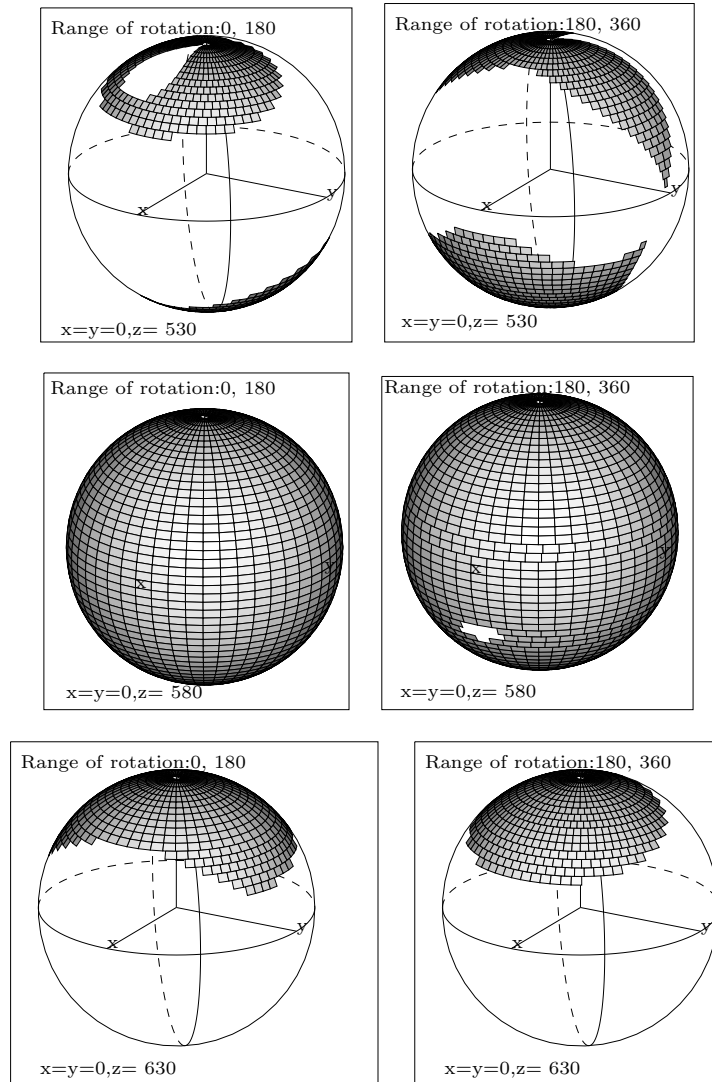 Range of rotation:0, 180
x
y
x=y=0,z= 530
Range of rotation:180, 360
x
y
x=y=0,z= 530
Range of rotation:0, 180
x
y
x=y=0,z= 580
Range of rotation:180, 360
x
y
x=y=0,z= 580
Range of rotation:0, 180
x
y
x=y=0,z= 630
Range of rotation:180, 360
x
y
x=y=0,z= 630